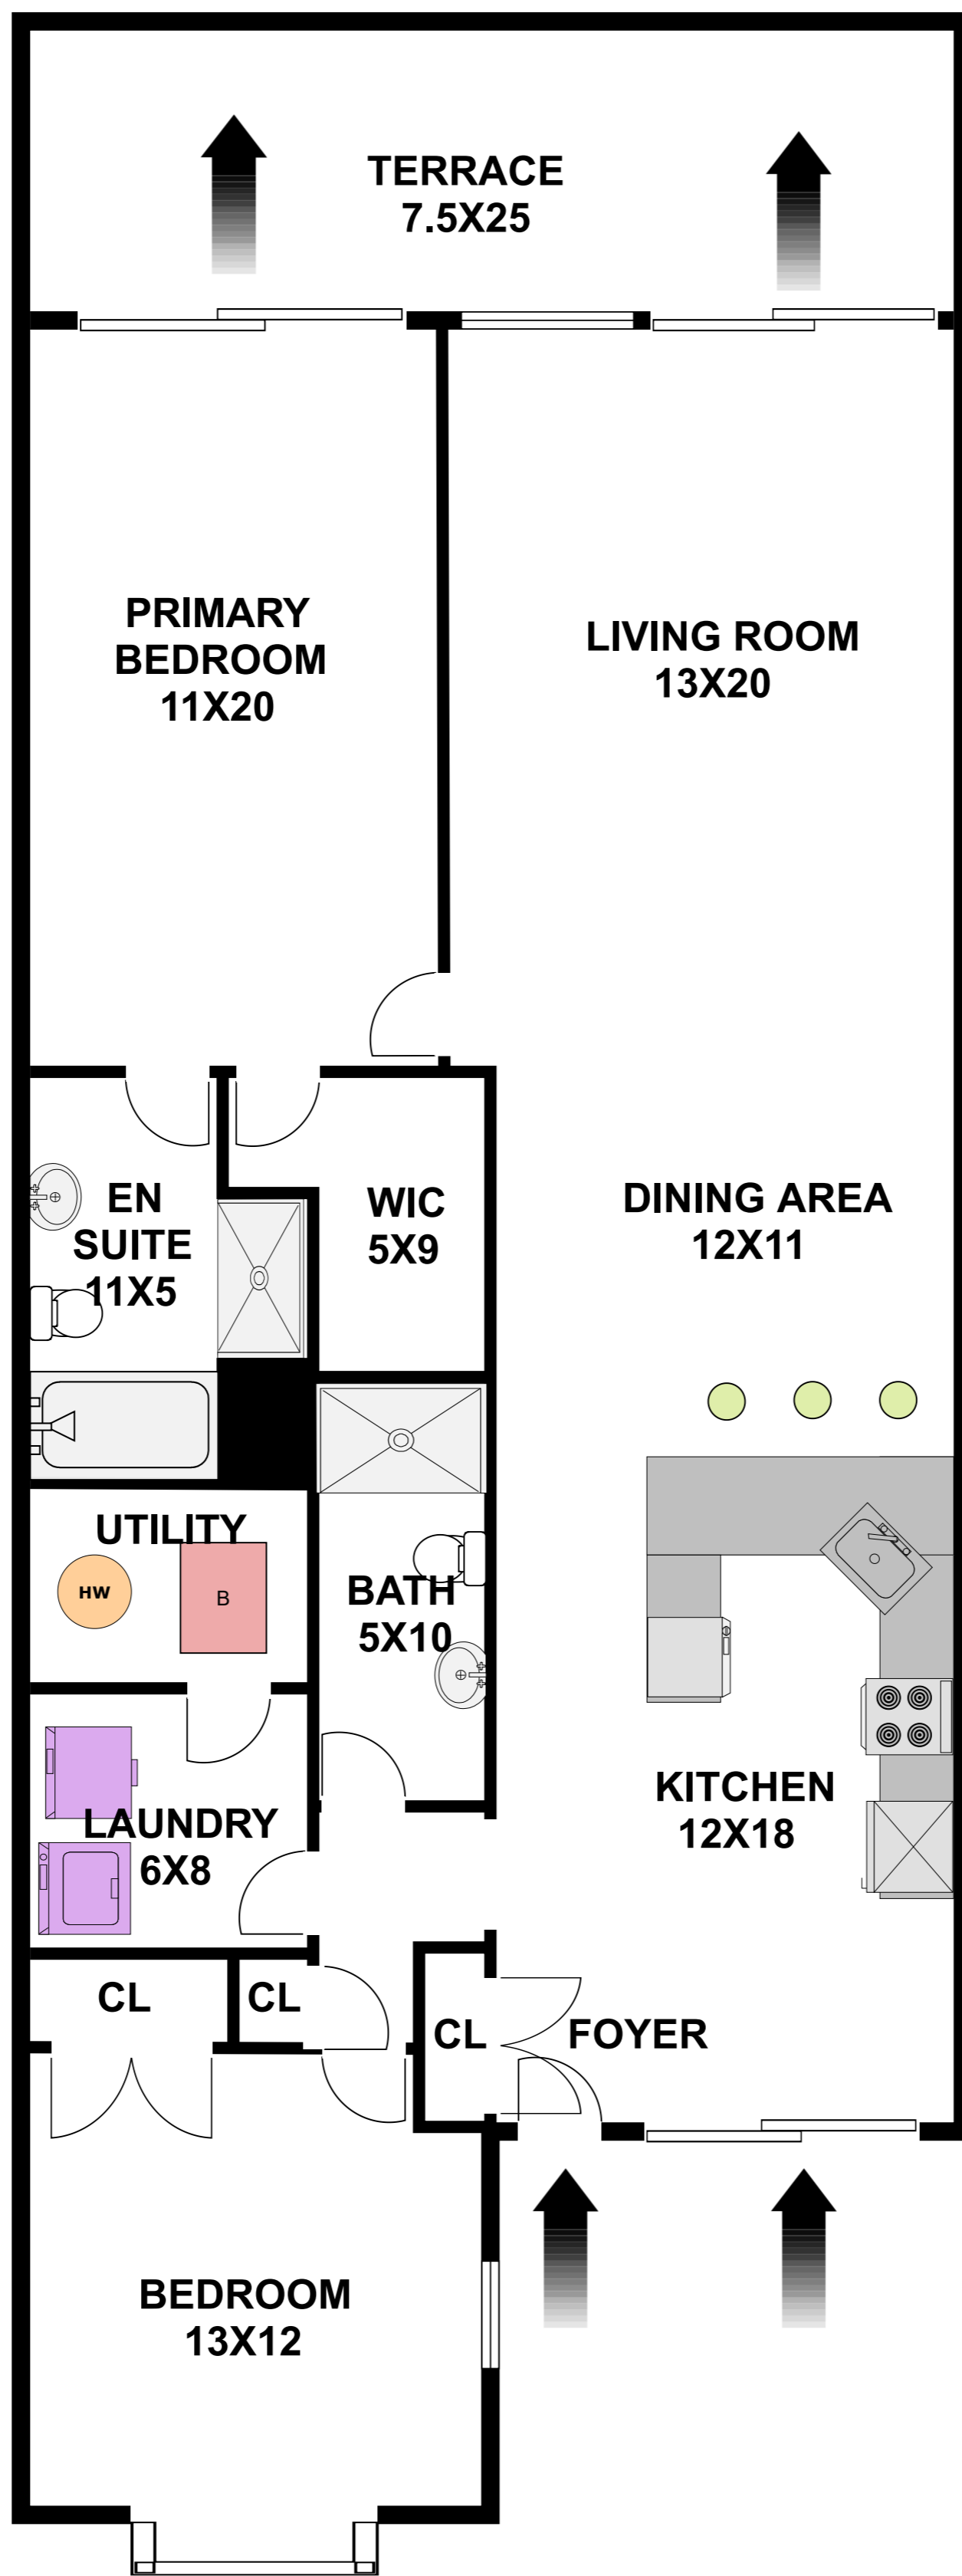 TERRACE
7.5X25
PRIMARY
BEDROOM
11X20
LIVING ROOM
13X20
EN
SUITE
11X5
WIC
5X9
DINING AREA
12X11
UTILITY
HW
B
BATH
5X10
KITCHEN
12X18
LAUNDRY
6X8
CL
CL
CL
FOYER
BEDROOM
13X12